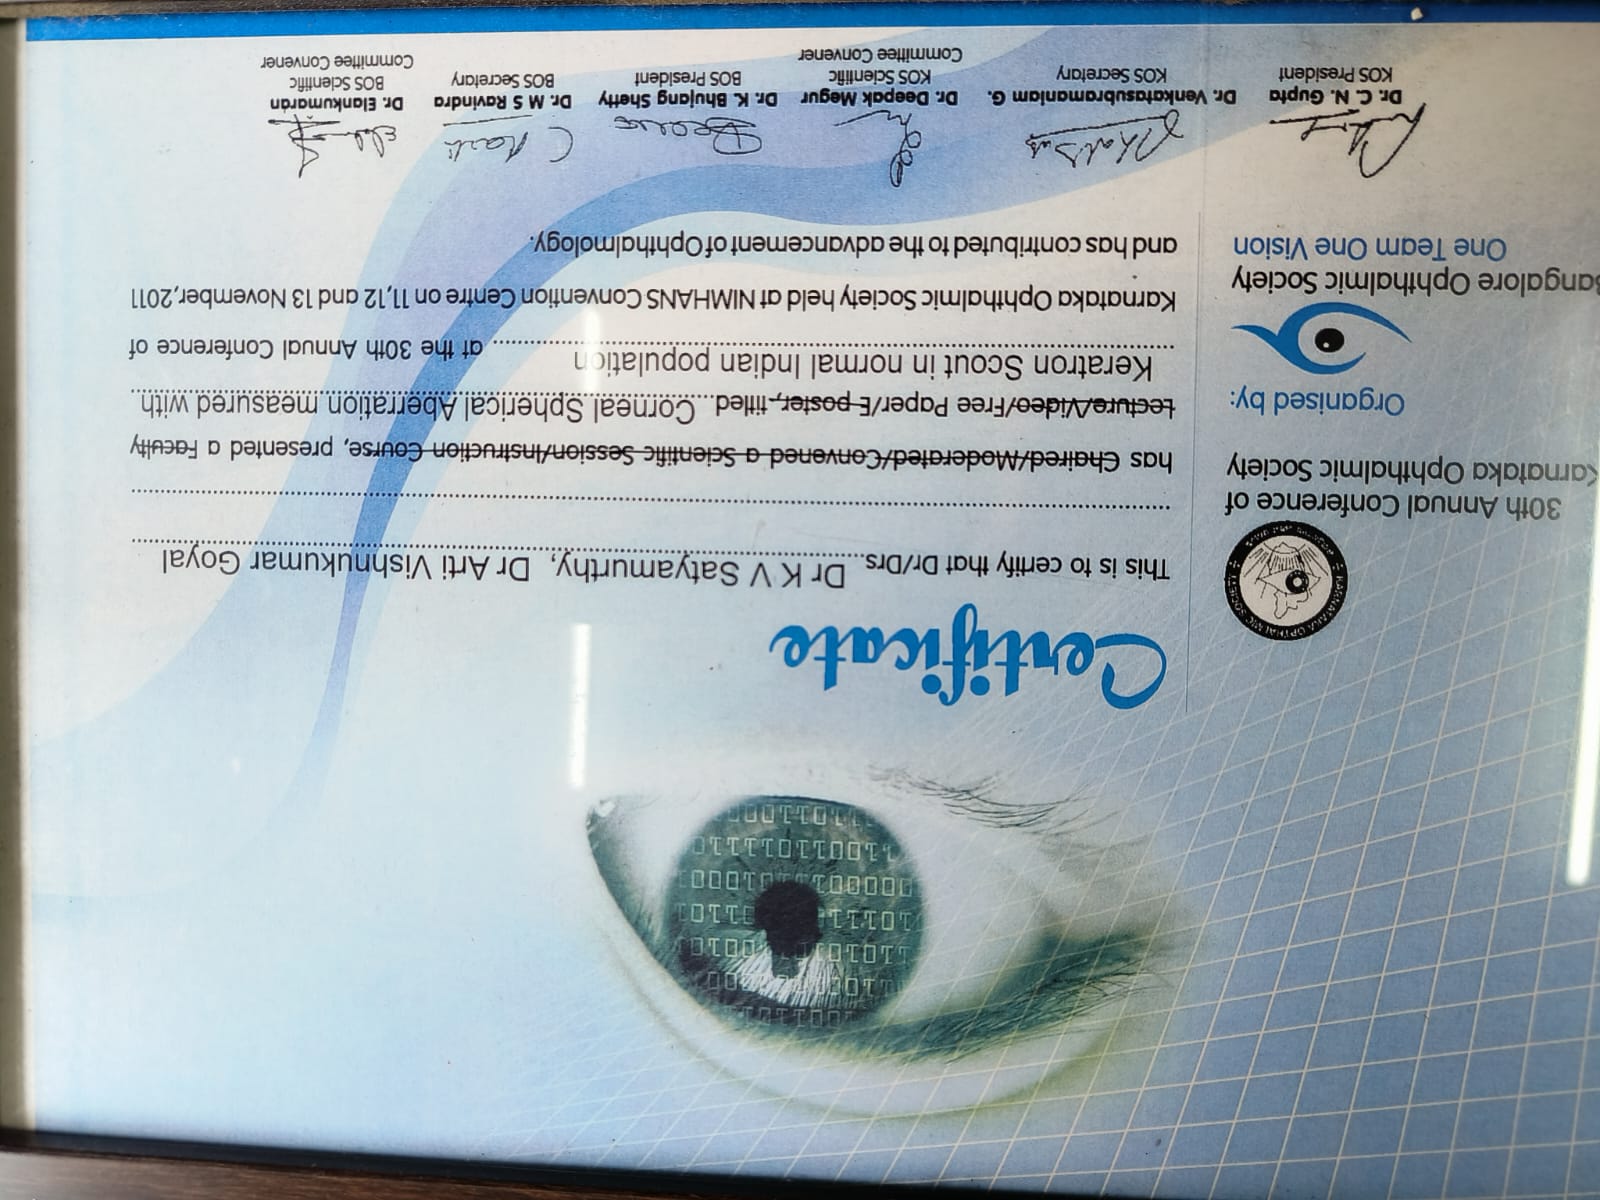 Certificate
This is to certify that Dr/Drs. Dr K V Satyamurthy, Dr Arti Vishnukumar Goyal
has Chaired/Moderated/Convened a Scientific Session/Instruction Course, presented a Faculty
Lecture/Video/Free Paper/E-poster, titled Corneal Spherical Aberration measured with
Keratron Scout in normal Indian population at the 30th Annual Conference of
Karnataka Ophthalmic Society held at NIMHANS Convention Centre on 11,12 and 13 November,2011
and has contributed to the advancement of Ophthalmology.
KARNATAKA OPHTHALMIC SOCIETY
30th Annual Conference of
Karnataka Ophthalmic Society
Organised by:
Bangalore Ophthalmic Society
One Team One Vision
Dr. C. N. Gupta
KOS President
Dr. Venkatasubramaniam G.
KOS Secretary
Dr. Deepak Megur
KOS Scientific
Committee Convener
Dr. K. Bhujang Shetty
BOS President
Dr. M S Ravindra
BOS Secretary
Dr. Elankumaran
BOS Scientific
Committee Convener